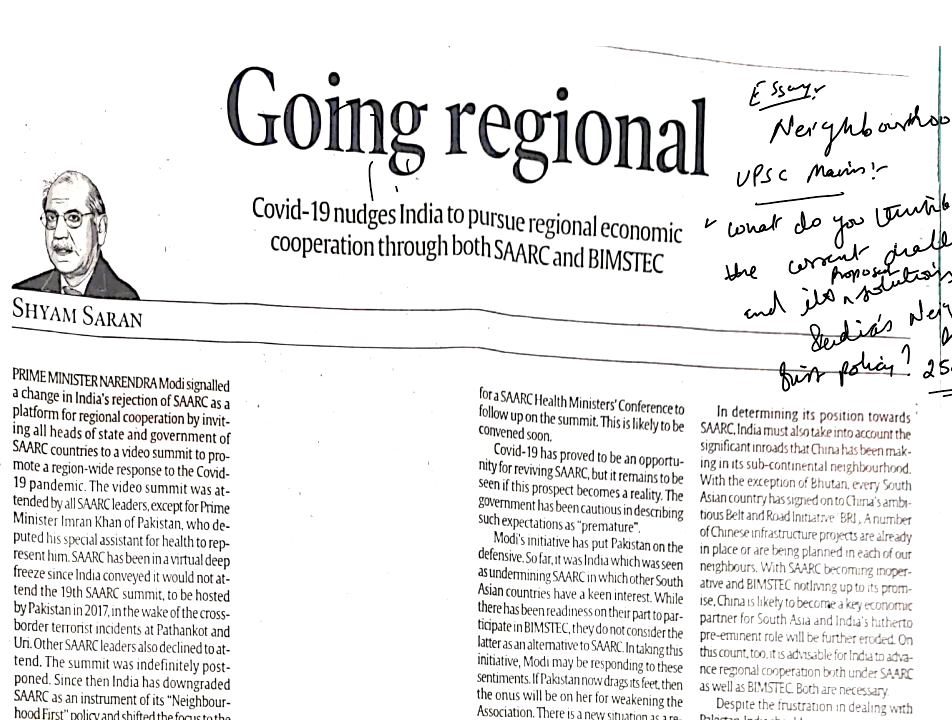 Going regional
Covid-19 nudges India to pursue regional economic
cooperation through both SAARC and BIMSTEC
Essay
UPSC Mains:-
what do you
the current
proposed
and its solutions
India's
first policy?
SHYAM SARAN
PRIME MINISTER NARENDRA Modi signalled
a change in India's rejection of SAARC as a
platform for regional cooperation by invit-
ing all heads of state and government of
SAARC countries to a video summit to pro-
mote a region-wide response to the Covid-
19 pandemic. The video summit was at-
tended by all SAARC leaders, except for Prime
Minister Imran Khan of Pakistan, who de-
puted his special assistant for health to rep-
resent him. SAARC has been in a virtual deep
freeze since India conveyed it would not at-
tend the 19th SAARC summit, to be hosted
by Pakistan in 2017, in the wake of the cross-
border terrorist incidents at Pathankot and
Uri. Other SAARC leaders also declined to at-
tend. The summit was indefinitely post-
poned. Since then India has downgraded
SAARC as an instrument of its "Neighbour-
hood First" policy and shifted the focus to the
for a SAARC Health Ministers' Conference to
follow up on the summit. This is likely to be
convened soon.
Covid-19 has proved to be an opportu-
nity for reviving SAARC, but it remains to be
seen if this prospect becomes a reality. The
government has been cautious in describing
such expectations as "premature".
Modi's initiative has put Pakistan on the
defensive. So far, it was India which was seen
as undermining SAARC in which other South
Asian countries have a keen interest. While
there has been readiness on their part to par-
ticipate in BIMSTEC, they do not consider the
latter as an alternative to SAARC. In taking this
initiative, Modi may be responding to these
sentiments. If Pakistan now drags its feet, then
the onus will be on her for weakening the
Association. There is a new situation as a re-
In determining its position towards
SAARC, India must also take into account the
significant inroads that China has been mak-
ing in its sub-continental neighbourhood.
With the exception of Bhutan, every South
Asian country has signed on to China's ambi-
tious Belt and Road Initiative (BRI). A number
of Chinese infrastructure projects are already
in place or are being planned in each of our
neighbours. With SAARC becoming inoper-
ative and BIMSTEC not living up to its prom-
ise, China is likely to become a key economic
partner for South Asia and India's hitherto
pre-eminent role will be further eroded. On
this count, too, it is advisable for India to adva-
nce regional cooperation both under SAARC
as well as BIMSTEC. Both are necessary.
Despite the frustration in dealing with